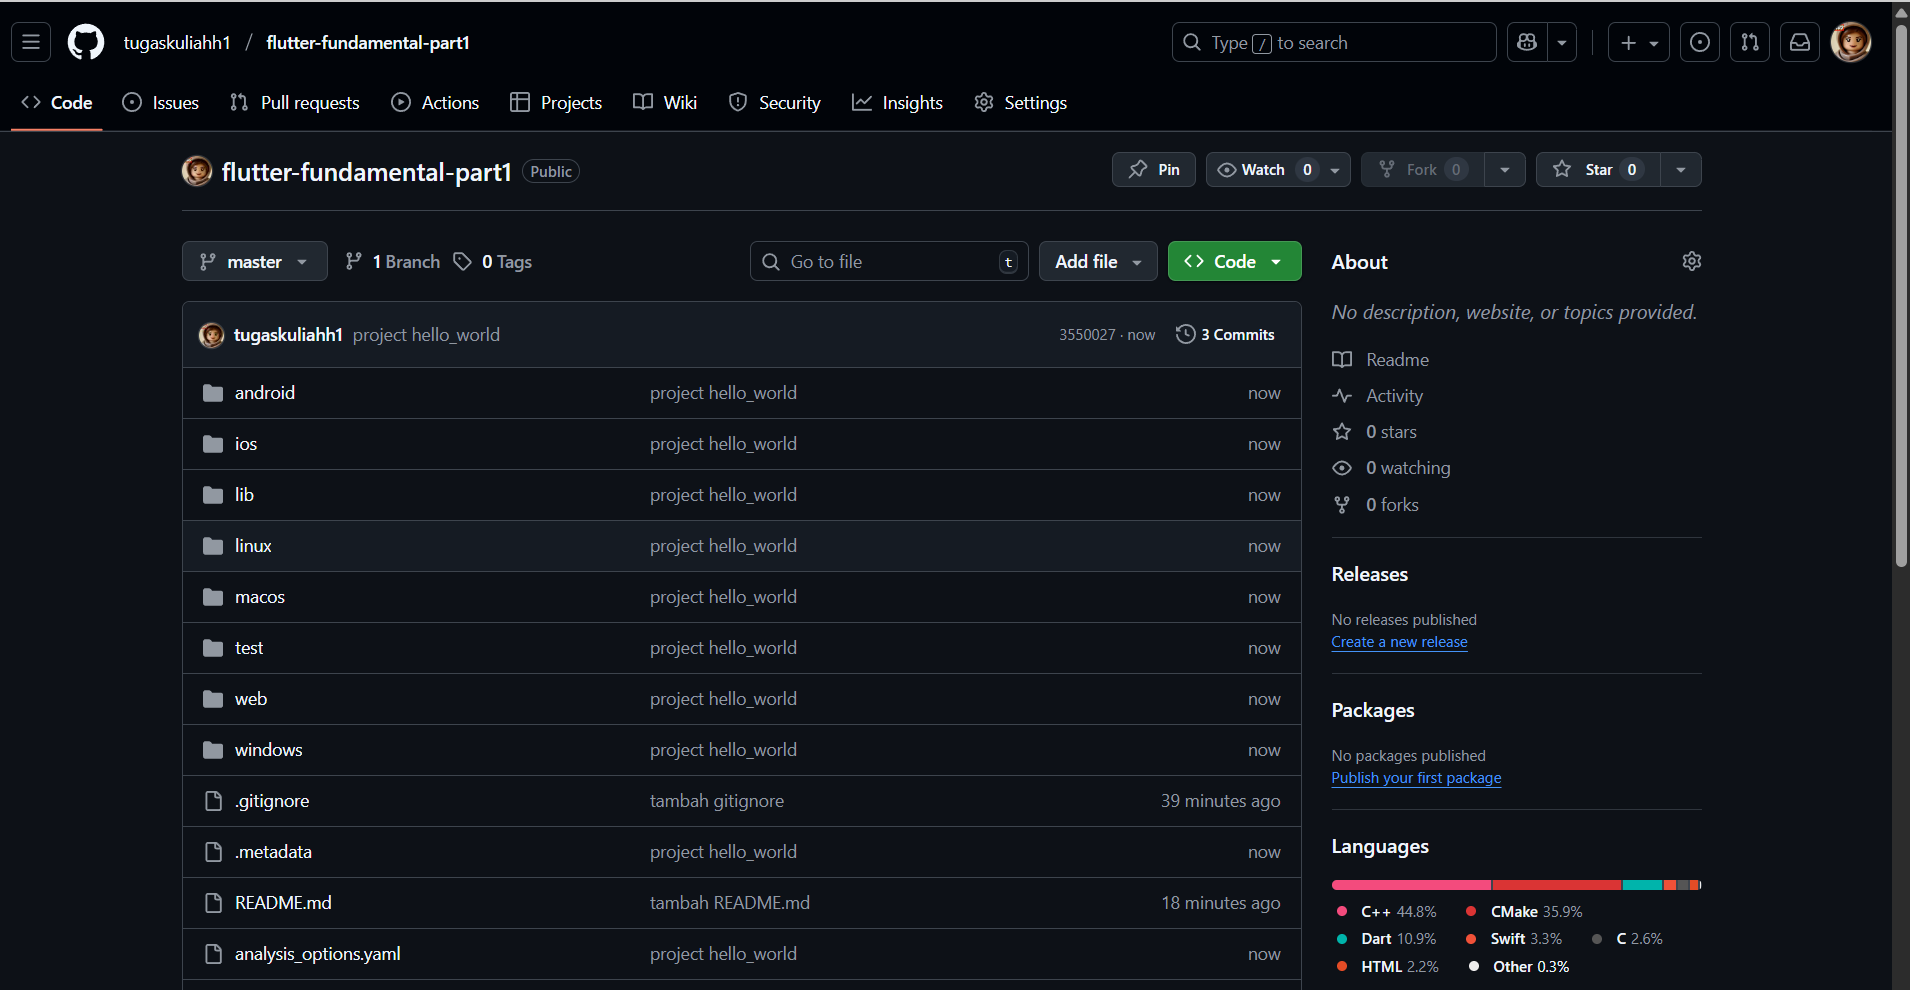 tugaskuliahh1 / flutter-fundamental-part1
Type / to search
Code Issues Pull requests Actions Projects Wiki Security Insights Settings
flutter-fundamental-part1 Public
Pin Watch 0 Fork 0 Star 0
master 1 Branch 0 Tags
Go to file t Add file Code
tugaskuliahh1 project hello_world 3550027 · now 3 Commits
android project hello_world now
ios project hello_world now
lib project hello_world now
linux project hello_world now
macos project hello_world now
test project hello_world now
web project hello_world now
windows project hello_world now
.gitignore tambah gitignore 39 minutes ago
.metadata project hello_world now
README.md tambah README.md 18 minutes ago
analysis_options.yaml project hello_world now
About
No description, website, or topics provided.
Readme
Activity
0 stars
0 watching
0 forks
Releases
No releases published
Create a new release
Packages
No packages published
Publish your first package
Languages
C++ 44.8% CMake 35.9%
Dart 10.9% Swift 3.3% C 2.6%
HTML 2.2% Other 0.3%